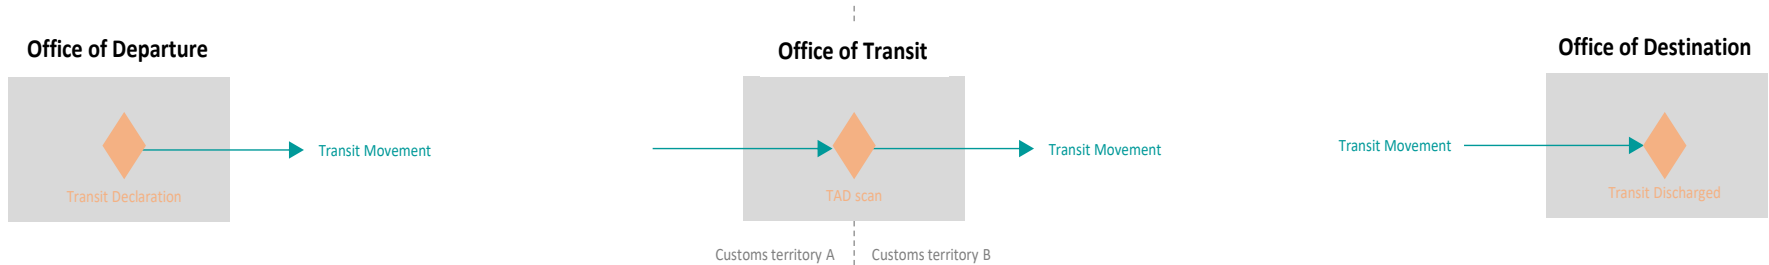 Office of Departure
Office of Transit
Office of Destination
Transit Movement
Transit Movement
Transit Movement
Transit Declaration
TAD scan
Transit Discharged
Customs territory A
Customs territory B